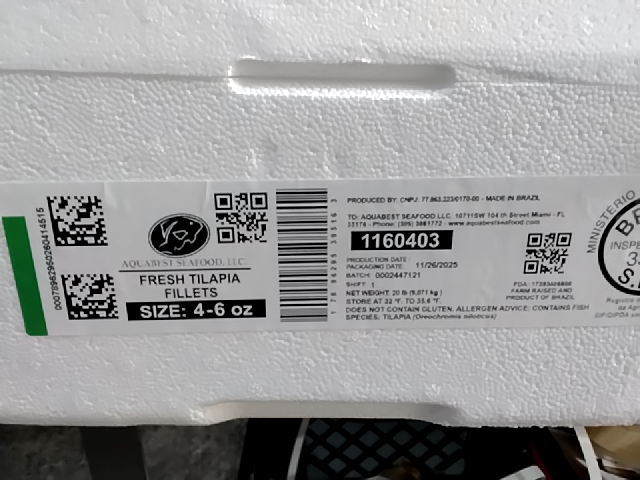 AQUABEST SEAFOOD, LLC.
FRESH TILAPIA
FILLETS
SIZE: 4-6 oz
PRODUCED BY: CNPJ: 77.863.223/0170-00 - MADE IN BRAZIL
TO: AQUABEST SEAFOOD LLC. 10711SW 104 th Street Miami - FL
33176 - Phone: (305) 3861772 - www.aquabestseafood.com
1160403
PRODUCTION DATE
PACKAGING DATE: 11/26/2025
BATCH: 0002447121
SHIFT: 1
NET WEIGHT: 20 lb (9,071 kg)
STORE AT 32 °F. TO 35.6 °F.
DOES NOT CONTAIN GLUTEN. ALLERGEN ADVICE: CONTAINS FISH
SPECIES: TILAPIA (Oreochromis niloticus)
FARM RAISED AND
PRODUCT OF BRAZIL
MINISTERIO
INSPE
S.I